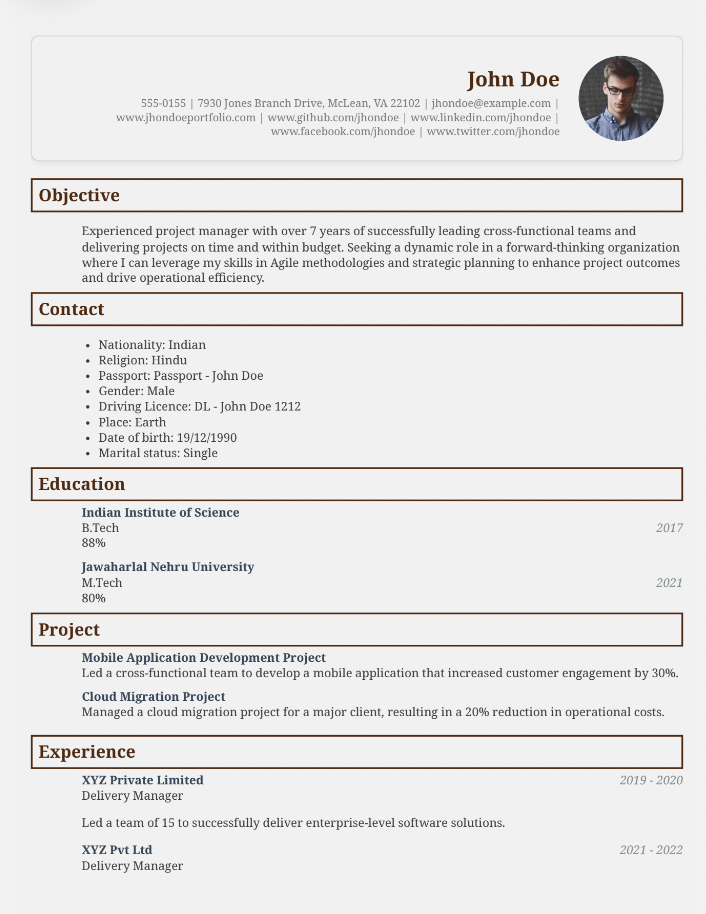 John Doe
555-0155 | 7930 Jones Branch Drive, McLean, VA 22102 | jhondoe@example.com |
www.jhondoeportfolio.com | www.github.com/jhondoe | www.linkedin.com/jhondoe |
www.facebook.com/jhondoe | www.twitter.com/jhondoe
Objective
Experienced project manager with over 7 years of successfully leading cross-functional teams and
delivering projects on time and within budget. Seeking a dynamic role in a forward-thinking organization
where I can leverage my skills in Agile methodologies and strategic planning to enhance project outcomes
and drive operational efficiency.
Contact
• Nationality: Indian
• Religion: Hindu
• Passport: Passport - John Doe
• Gender: Male
• Driving Licence: DL - John Doe 1212
• Place: Earth
• Date of birth: 19/12/1990
• Marital status: Single
Education
Indian Institute of Science
B.Tech 2017
88%
Jawaharlal Nehru University
M.Tech 2021
80%
Project
Mobile Application Development Project
Led a cross-functional team to develop a mobile application that increased customer engagement by 30%.
Cloud Migration Project
Managed a cloud migration project for a major client, resulting in a 20% reduction in operational costs.
Experience
XYZ Private Limited 2019 - 2020
Delivery Manager
Led a team of 15 to successfully deliver enterprise-level software solutions.
XYZ Pvt Ltd 2021 - 2022
Delivery Manager